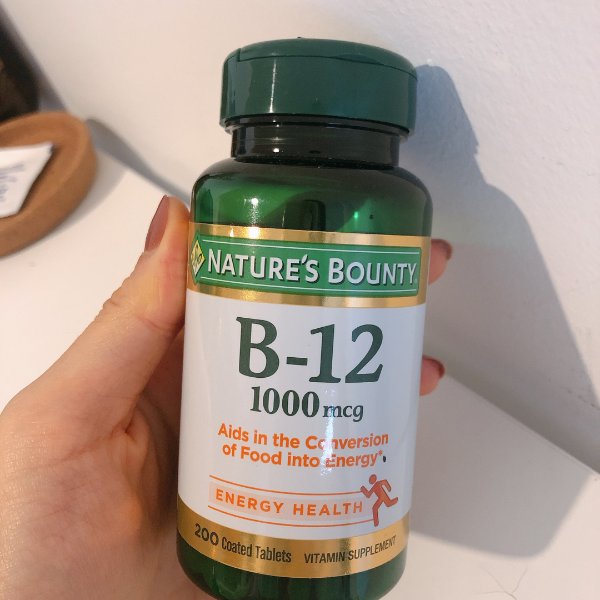 NATURE'S BOUNTY®
B-12
1000 mcg
Aids in the Conversion
of Food into Energy*
ENERGY HEALTH
200 Coated Tablets VITAMIN SUPPLEMENT